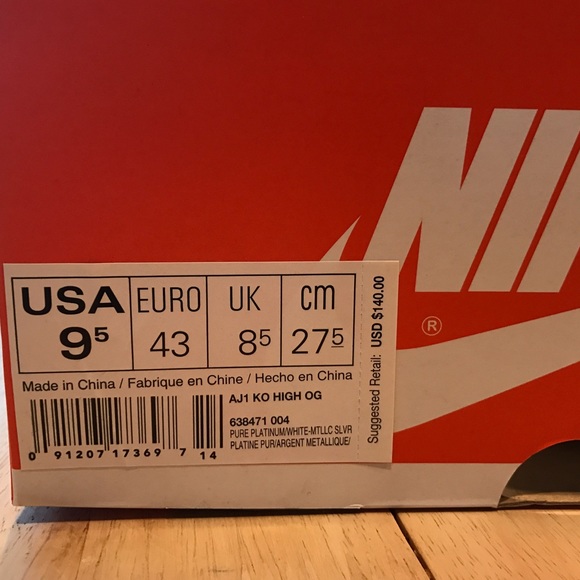 NIK
®
USA EURO UK cm
9⁵ 43 8⁵ 27⁵
Made in China / Fabrique en Chine / Hecho en China
AJ1 KO HIGH OG
638471 004
PURE PLATINUM/WHITE-MTLLC SLVR
PLATINE PUR/ARGENT METALLIQUE/
0 91207 17369 7 14
Suggested Retail: USD $140.00